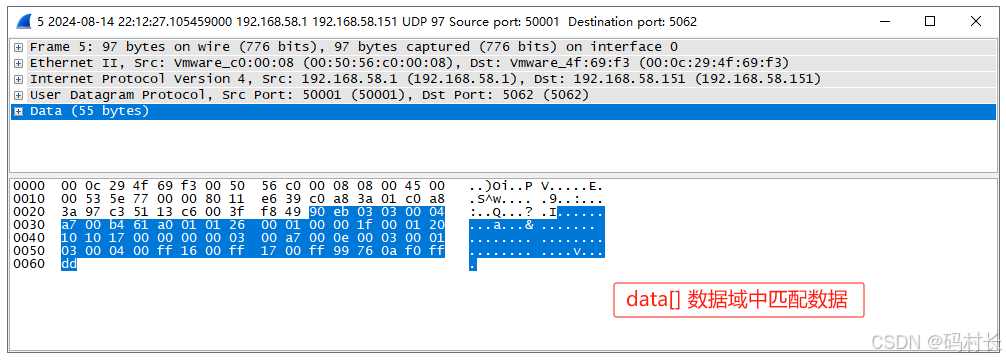 5 2024-08-14 22:12:27.105459000 192.168.58.1 192.168.58.151 UDP 97 Source port: 50001  Destination port: 5062
Frame 5: 97 bytes on wire (776 bits), 97 bytes captured (776 bits) on interface 0
Ethernet II, Src: Vmware_c0:00:08 (00:50:56:c0:00:08), Dst: Vmware_4f:69:f3 (00:0c:29:4f:69:f3)
Internet Protocol Version 4, Src: 192.168.58.1 (192.168.58.1), Dst: 192.168.58.151 (192.168.58.151)
User Datagram Protocol, Src Port: 50001 (50001), Dst Port: 5062 (5062)
Data (55 bytes)
0000  00 0c 29 4f 69 f3 00 50  56 c0 00 08 08 00 45 00  ..)Oi..P V.....E.
0010  00 53 5e 77 00 00 80 11  e6 39 c0 a8 3a 01 c0 a8  .S^w.... .9..:...
0020  3a 97 c3 51 13 c6 00 3f  f8 49 90 eb 03 03 00 04  :..Q...? .I......
0030  a7 00 b4 61 a0 01 01 26  00 01 00 00 1f 00 01 20  ...a...& .......
0040  10 10 17 00 00 00 00 03  00 a7 00 0e 00 03 00 01  ........ ........
0050  03 00 04 00 ff 16 00 ff  17 00 ff 99 76 0a f0 ff  ........ ....v...
0060  dd  .
data[] 数据域中匹配数据
CSDN @码村长